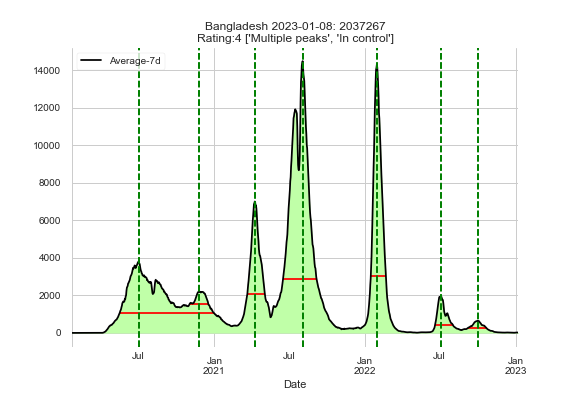 Bangladesh 2023-01-08: 2037267
Rating:4 ['Multiple peaks', 'In control']
Average-7d
14000
12000
10000
8000
6000
4000
2000
0
Jul
Jan
2021
Jul
Jan
2022
Jul
Jan
2023
Date